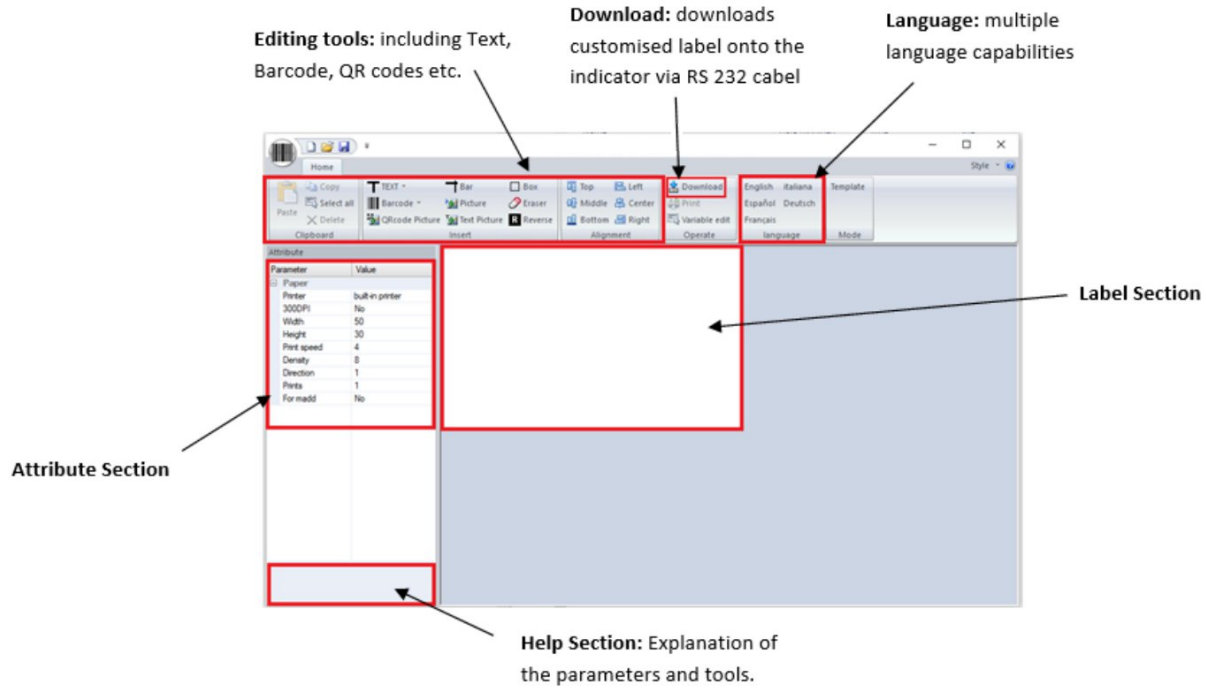 Download: downloads
customised label onto the
indicator via RS 232 cabel
Language: multiple
language capabilities
Editing tools: including Text,
Barcode, QR codes etc.
Home
Style
Paste
Copy
Select all
Delete
Clipboard
TEXT
Barcode
QRcode Picture
Bar
Picture
Text Picture
Box
Eraser
R Reverse
Insert
Top
Middle
Bottom
Left
Center
Right
Alignment
Download
Print
Variable edit
Operate
English italiana
Español Deutsch
Français
language
Template
Mode
Attribute
Parameter Value
Paper
Printer built-in printer
300DPI No
Width 50
Height 30
Print speed 4
Density 8
Direction 1
Prints 1
For madd No
Label Section
Attribute Section
Help Section: Explanation of
the parameters and tools.